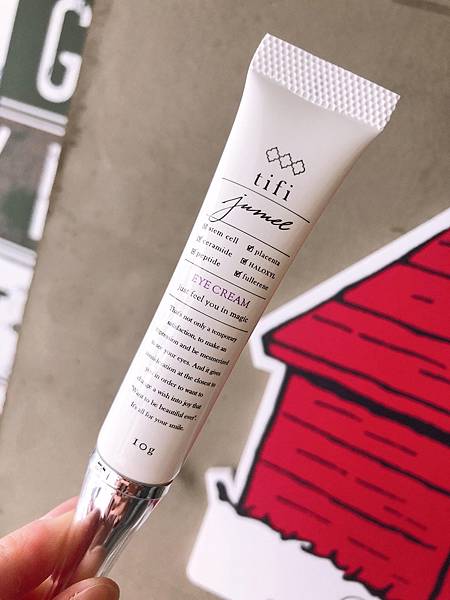 G
tifi
jumee
stem cell
placenta
ceramide
HALOXYL
peptide
fullerene
EYE CREAM
just feel you in magic
That's not only a temporary
satisfaction, to make an
expression and be mesmerized
to see your eyes. And it gives
consideration at the closest to
you in order to want to
change a wish into joy that
"Want to be beautiful ever".
It's all for your smile.
10g